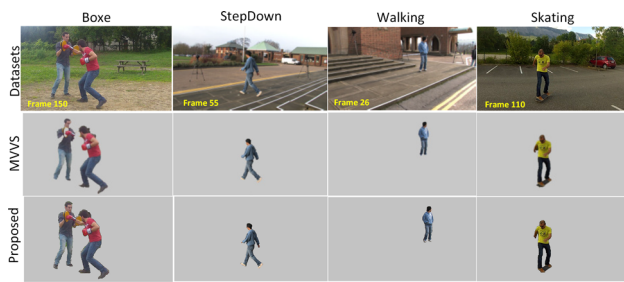 Boxe StepDown Walking Skating
Datasets
Frame 150 Frame 55 Frame 26 Frame 110
MVVS
Proposed